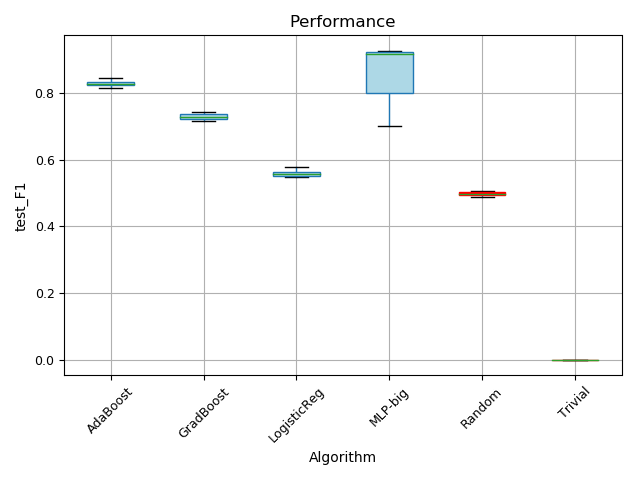 Performance
test_F1
0.8
0.6
0.4
0.2
0.0
AdaBoost
GradBoost
LogisticReg
MLP-big
Random
Trivial
Algorithm